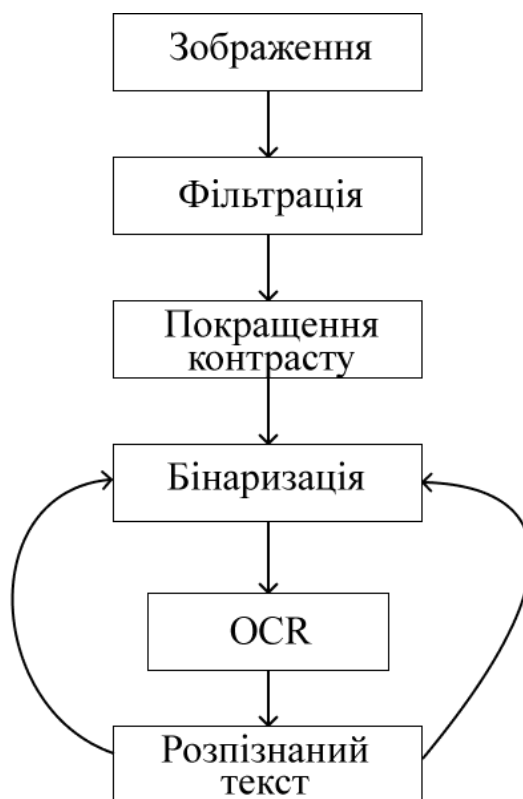 Зображення
Фільтрація
Покращення
контрасту
Бінаризація
OCR
Розпізнаний
текст